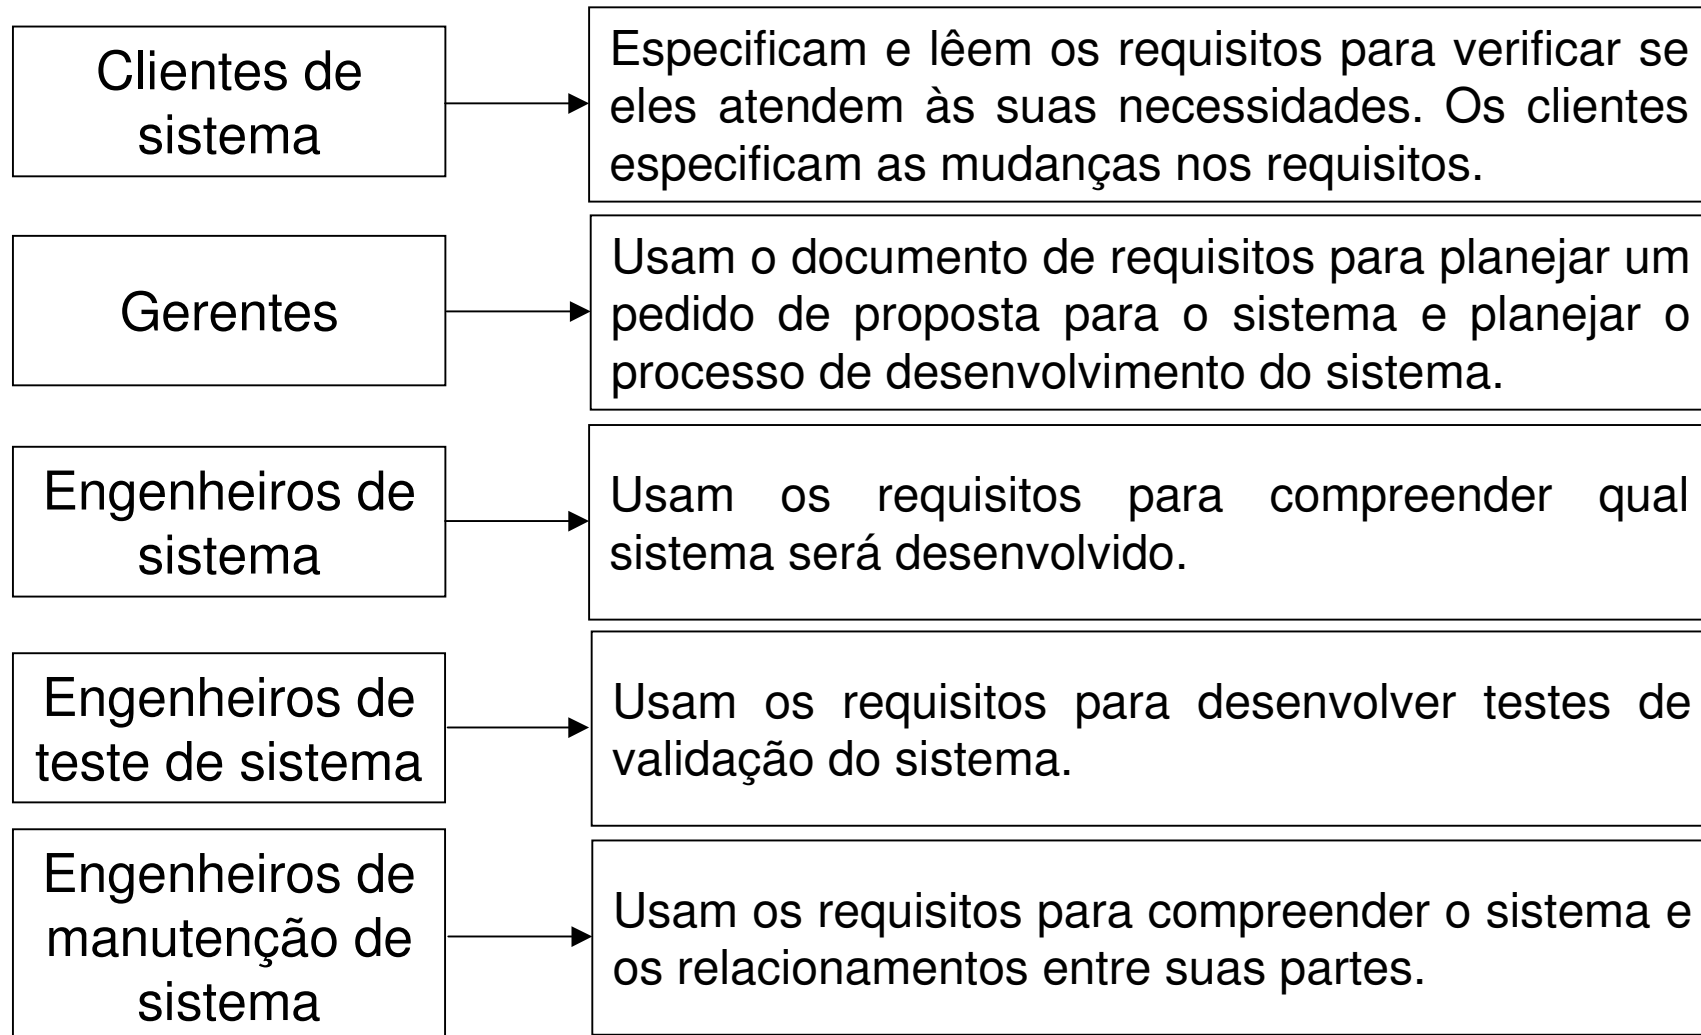 Clientes de
sistema
Especificam e lêem os requisitos para verificar se
eles atendem às suas necessidades. Os clientes
especificam as mudanças nos requisitos.
Gerentes
Usam o documento de requisitos para planejar um
pedido de proposta para o sistema e planejar o
processo de desenvolvimento do sistema.
Engenheiros de
sistema
Usam os requisitos para compreender qual
sistema será desenvolvido.
Engenheiros de
teste de sistema
Usam os requisitos para desenvolver testes de
validação do sistema.
Engenheiros de
manutenção de
sistema
Usam os requisitos para compreender o sistema e
os relacionamentos entre suas partes.